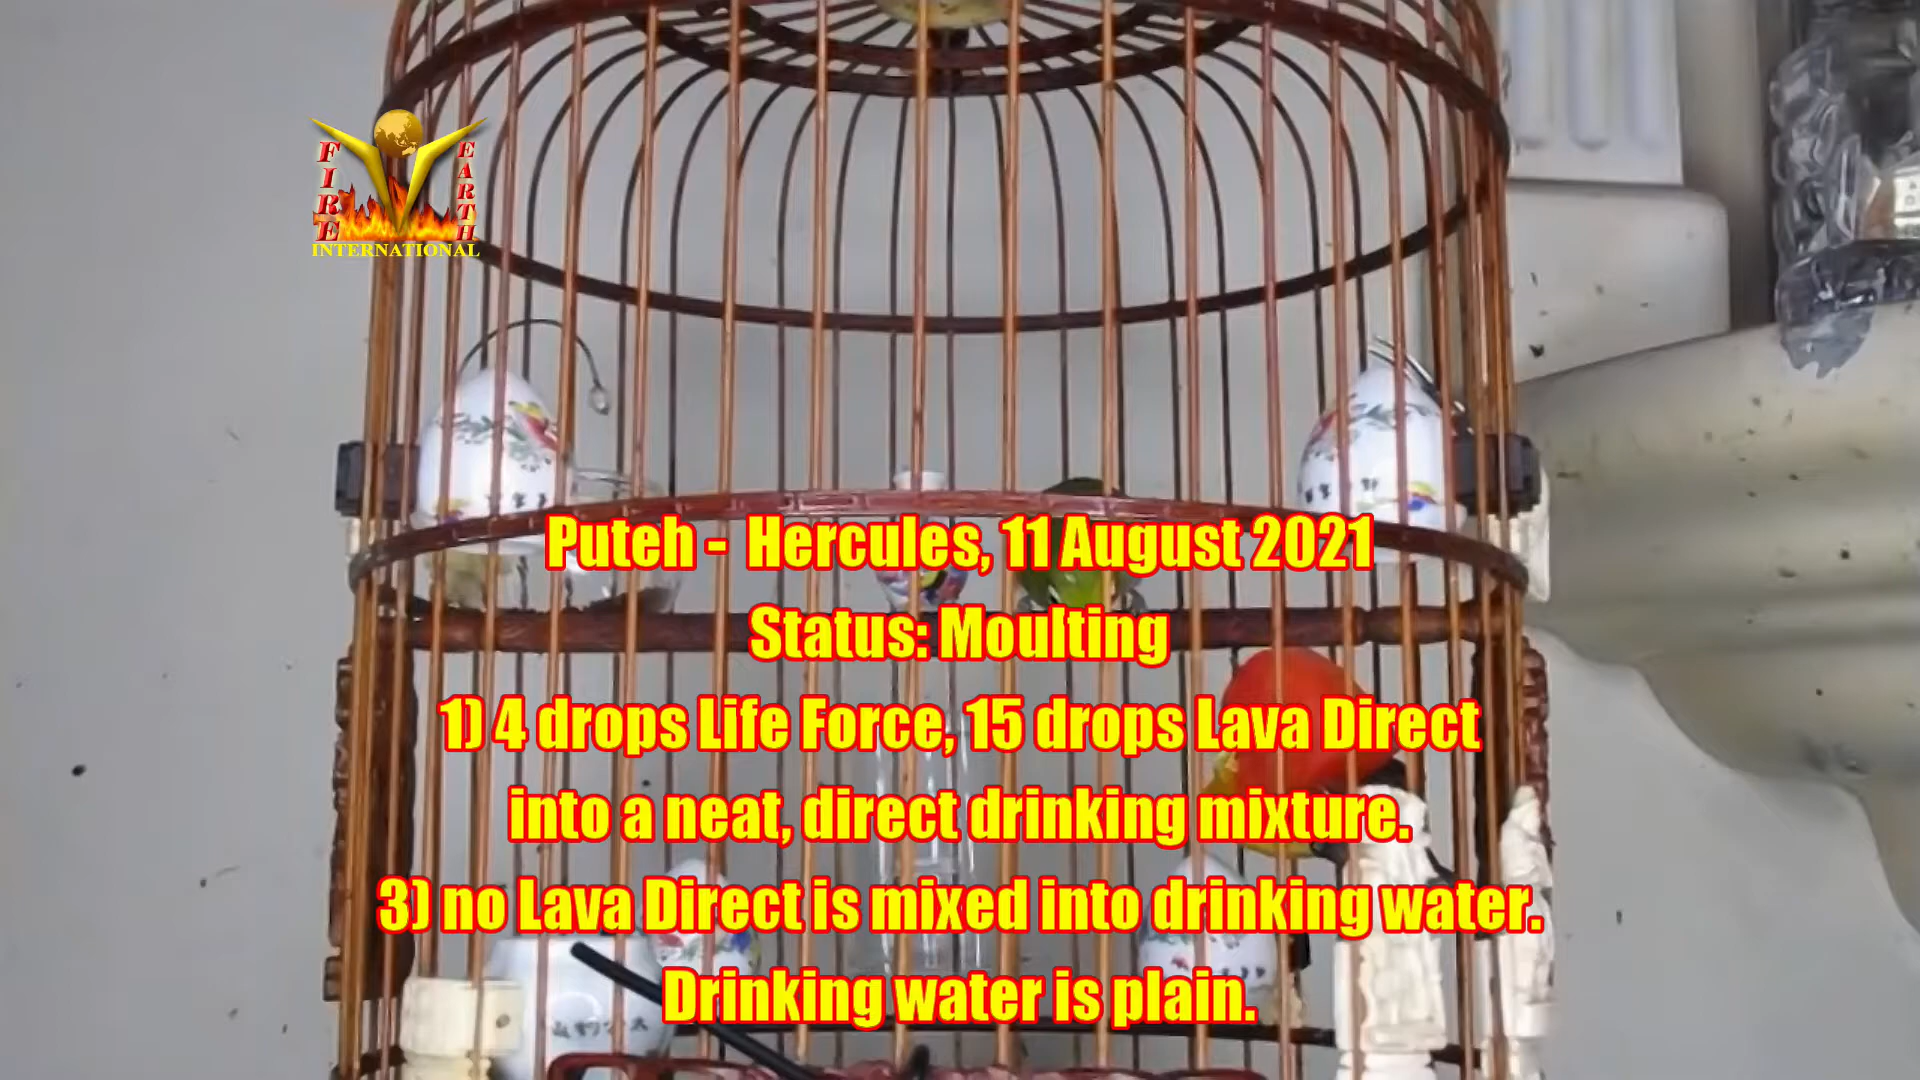 FIRE
EARTH
INTERNATIONAL
Puteh - Hercules, 11 August 2021
Status: Moulting
1) 4 drops Life Force, 15 drops Lava Direct
into a neat, direct drinking mixture.
3) no Lava Direct is mixed into drinking water.
Drinking water is plain.